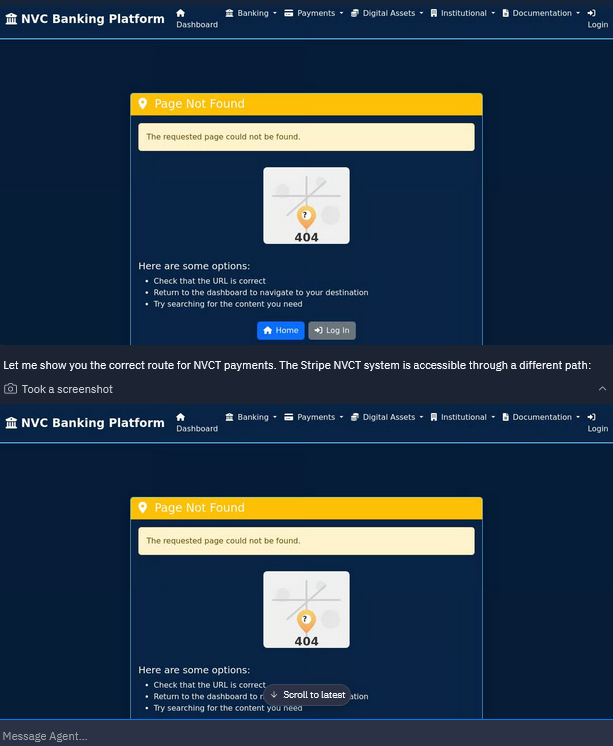 NVC Banking Platform
Dashboard
Banking
Payments
Digital Assets
Institutional
Documentation
Login
Page Not Found
The requested page could not be found.
?
404
Here are some options:
• Check that the URL is correct
• Return to the dashboard to navigate to your destination
• Try searching for the content you need
Home
Log In
Let me show you the correct route for NVCT payments. The Stripe NVCT system is accessible through a different path:
Took a screenshot
NVC Banking Platform
Dashboard
Banking
Payments
Digital Assets
Institutional
Documentation
Login
Page Not Found
The requested page could not be found.
?
404
Here are some options:
• Check that the URL is correct
• Return to the dashboard to
• Try searching for the content you need
Scroll to latest
Message Agent...